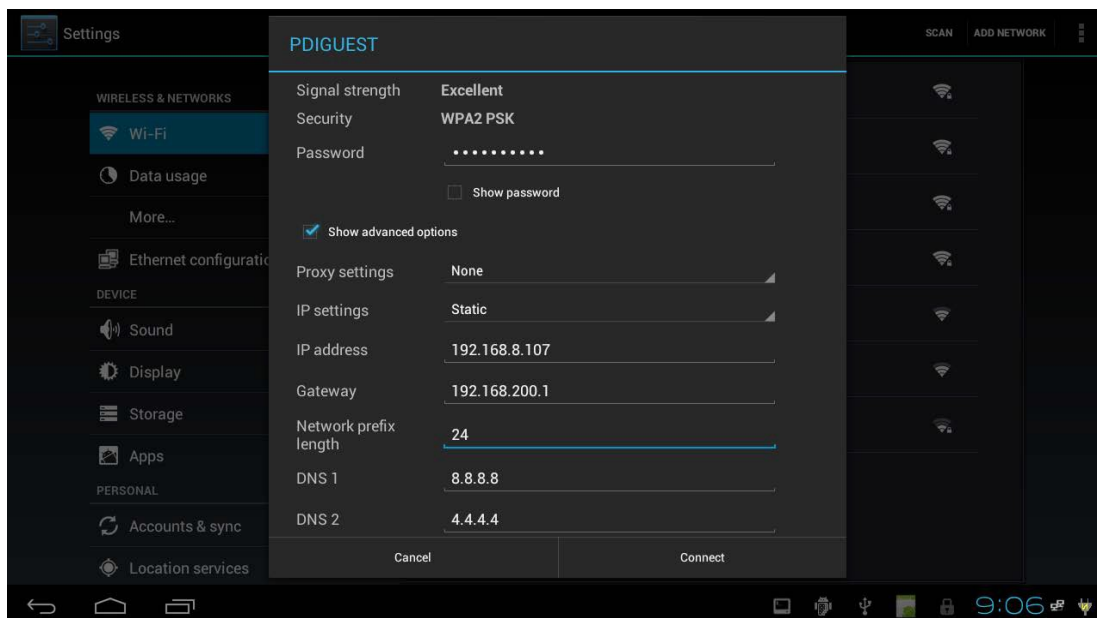 Settings
SCAN
ADD NETWORK
PDIGUEST
WIRELESS & NETWORKS
Wi-Fi
Data usage
More...
Ethernet configuratio
DEVICE
Sound
Display
Storage
Apps
PERSONAL
Accounts & sync
Location services
Signal strength Excellent
Security WPA2 PSK
Password ••••••••••
Show password
Show advanced options
Proxy settings None
IP settings Static
IP address 192.168.8.107
Gateway 192.168.200.1
Network prefix
length 24
DNS 1 8.8.8.8
DNS 2 4.4.4.4
Cancel Connect
9:06